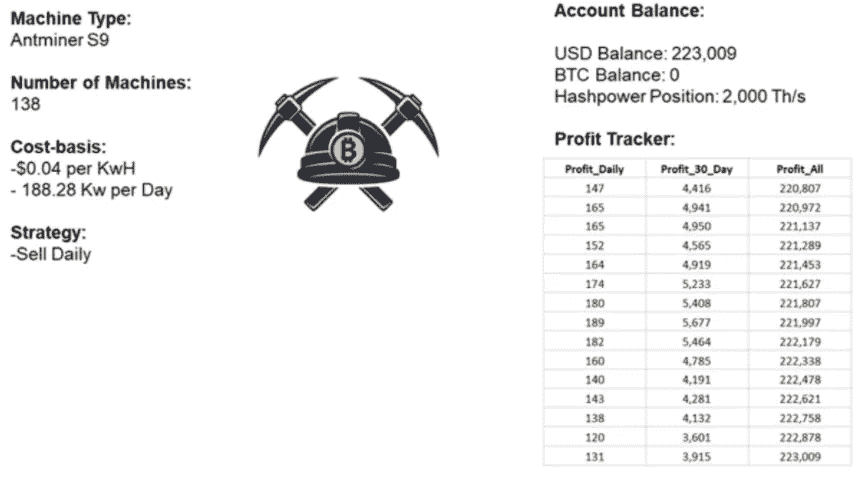 Machine Type:
Antminer S9
Number of Machines:
138
Cost-basis:
-$0.04 per KwH
- 188.28 Kw per Day
Strategy:
-Sell Daily
B
Account Balance:
USD Balance: 223,009
BTC Balance: 0
Hashpower Position: 2,000 Th/s
Profit Tracker:
Profit_Daily Profit_30_Day Profit_All
147 4,416 220,807
165 4,941 220,972
165 4,950 221,137
152 4,565 221,289
164 4,919 221,453
174 5,233 221,627
180 5,408 221,807
189 5,677 221,997
182 5,464 222,179
160 4,785 222,338
140 4,191 222,478
143 4,281 222,621
138 4,132 222,758
120 3,601 222,878
131 3,915 223,009